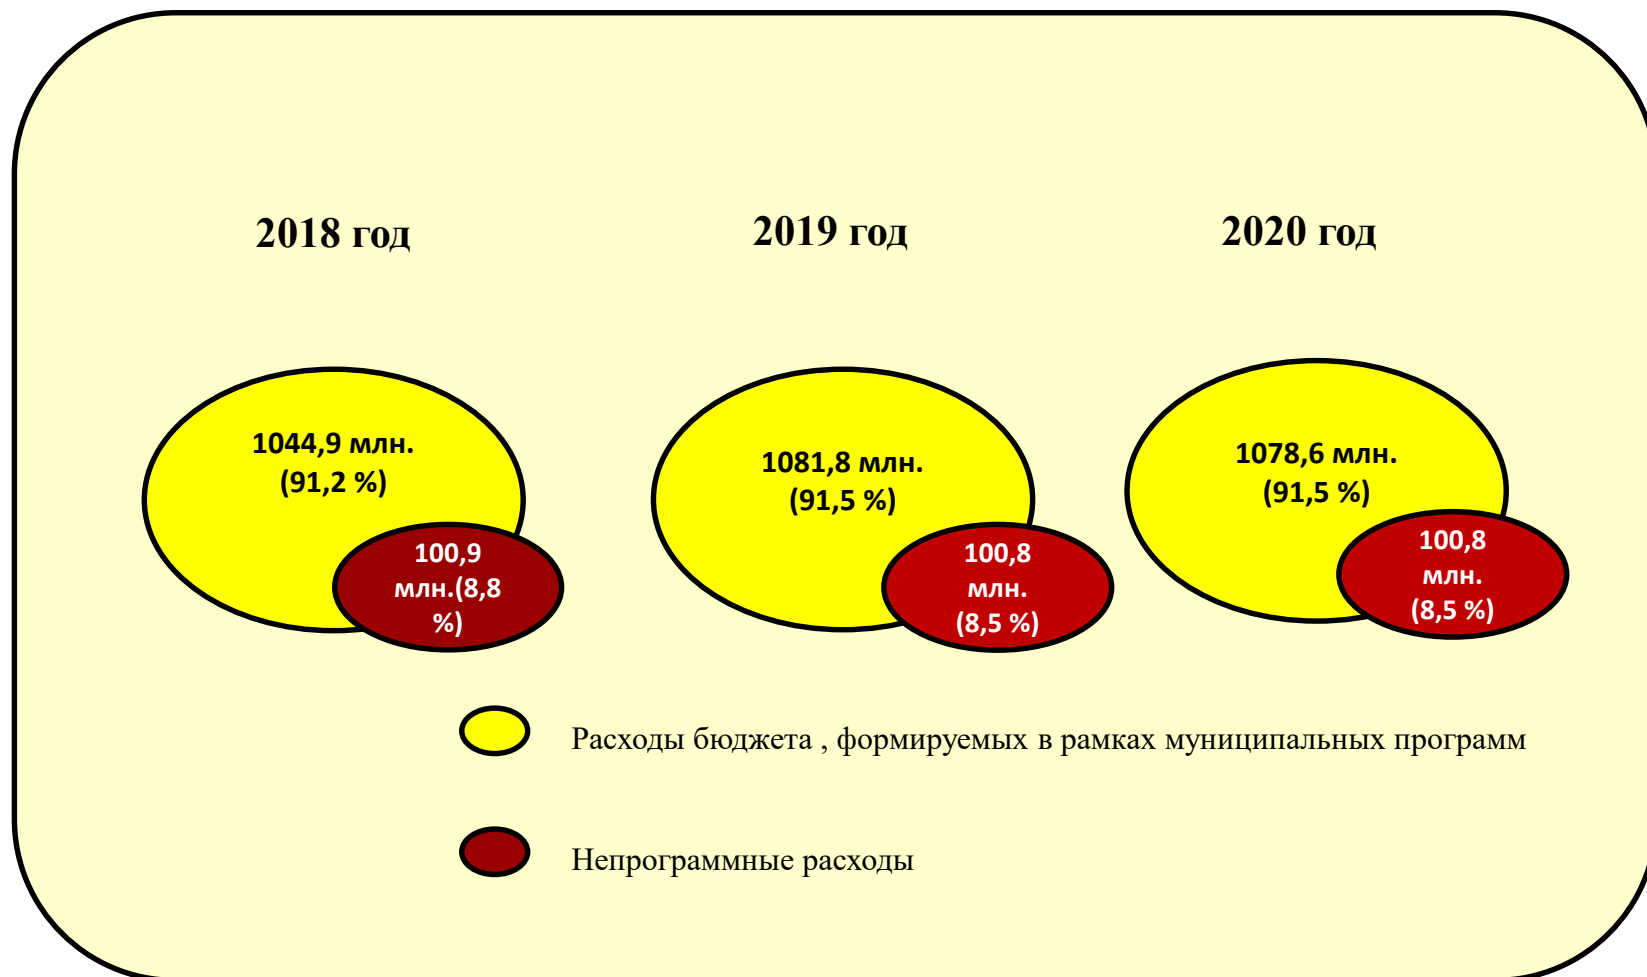 2018 год
2019 год
2020 год
1044,9 млн.
(91,2 %)
100,9
млн.(8,8
%)
1081,8 млн.
(91,5 %)
100,8
млн.
(8,5 %)
1078,6 млн.
(91,5 %)
100,8
млн.
(8,5 %)
Расходы бюджета , формируемых в рамках муниципальных программ
Непрограммные расходы